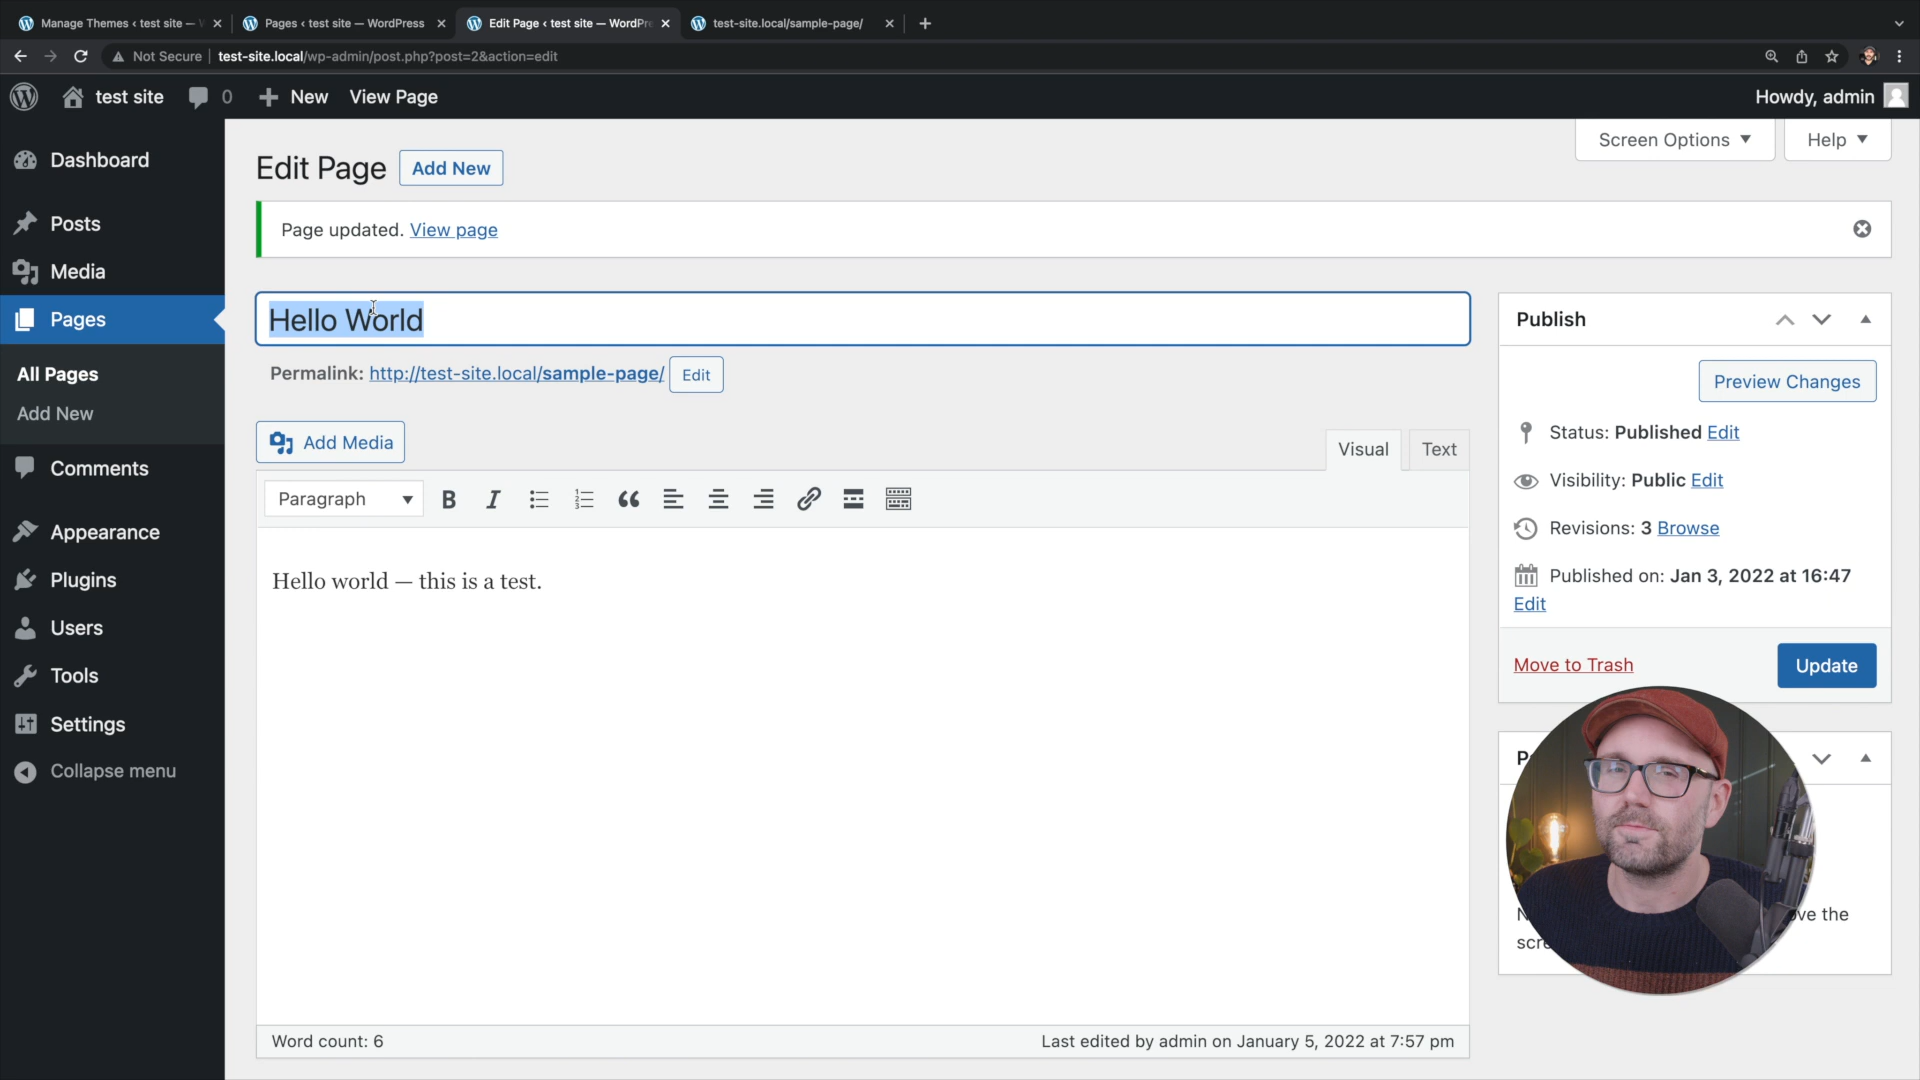 Manage Themes ‹ test site — W
Pages ‹ test site — WordPress
Edit Page ‹ test site — WordPre
test-site.local/sample-page/
Not Secure
test-site.local/wp-admin/post.php?post=2&action=edit
test site
0
New
View Page
Howdy, admin
Dashboard
Posts
Media
Pages
All Pages
Add New
Comments
Appearance
Plugins
Users
Tools
Settings
Collapse menu
Screen Options
Help
Edit Page
Add New
Page updated. View page
Hello World
Permalink: http://test-site.local/sample-page/ Edit
Add Media
Visual
Text
Paragraph
Hello world — this is a test.
Word count: 6
Last edited by admin on January 5, 2022 at 7:57 pm
Publish
Preview Changes
Status: Published Edit
Visibility: Public Edit
Revisions: 3 Browse
Published on: Jan 3, 2022 at 16:47
Edit
Move to Trash
Update
the